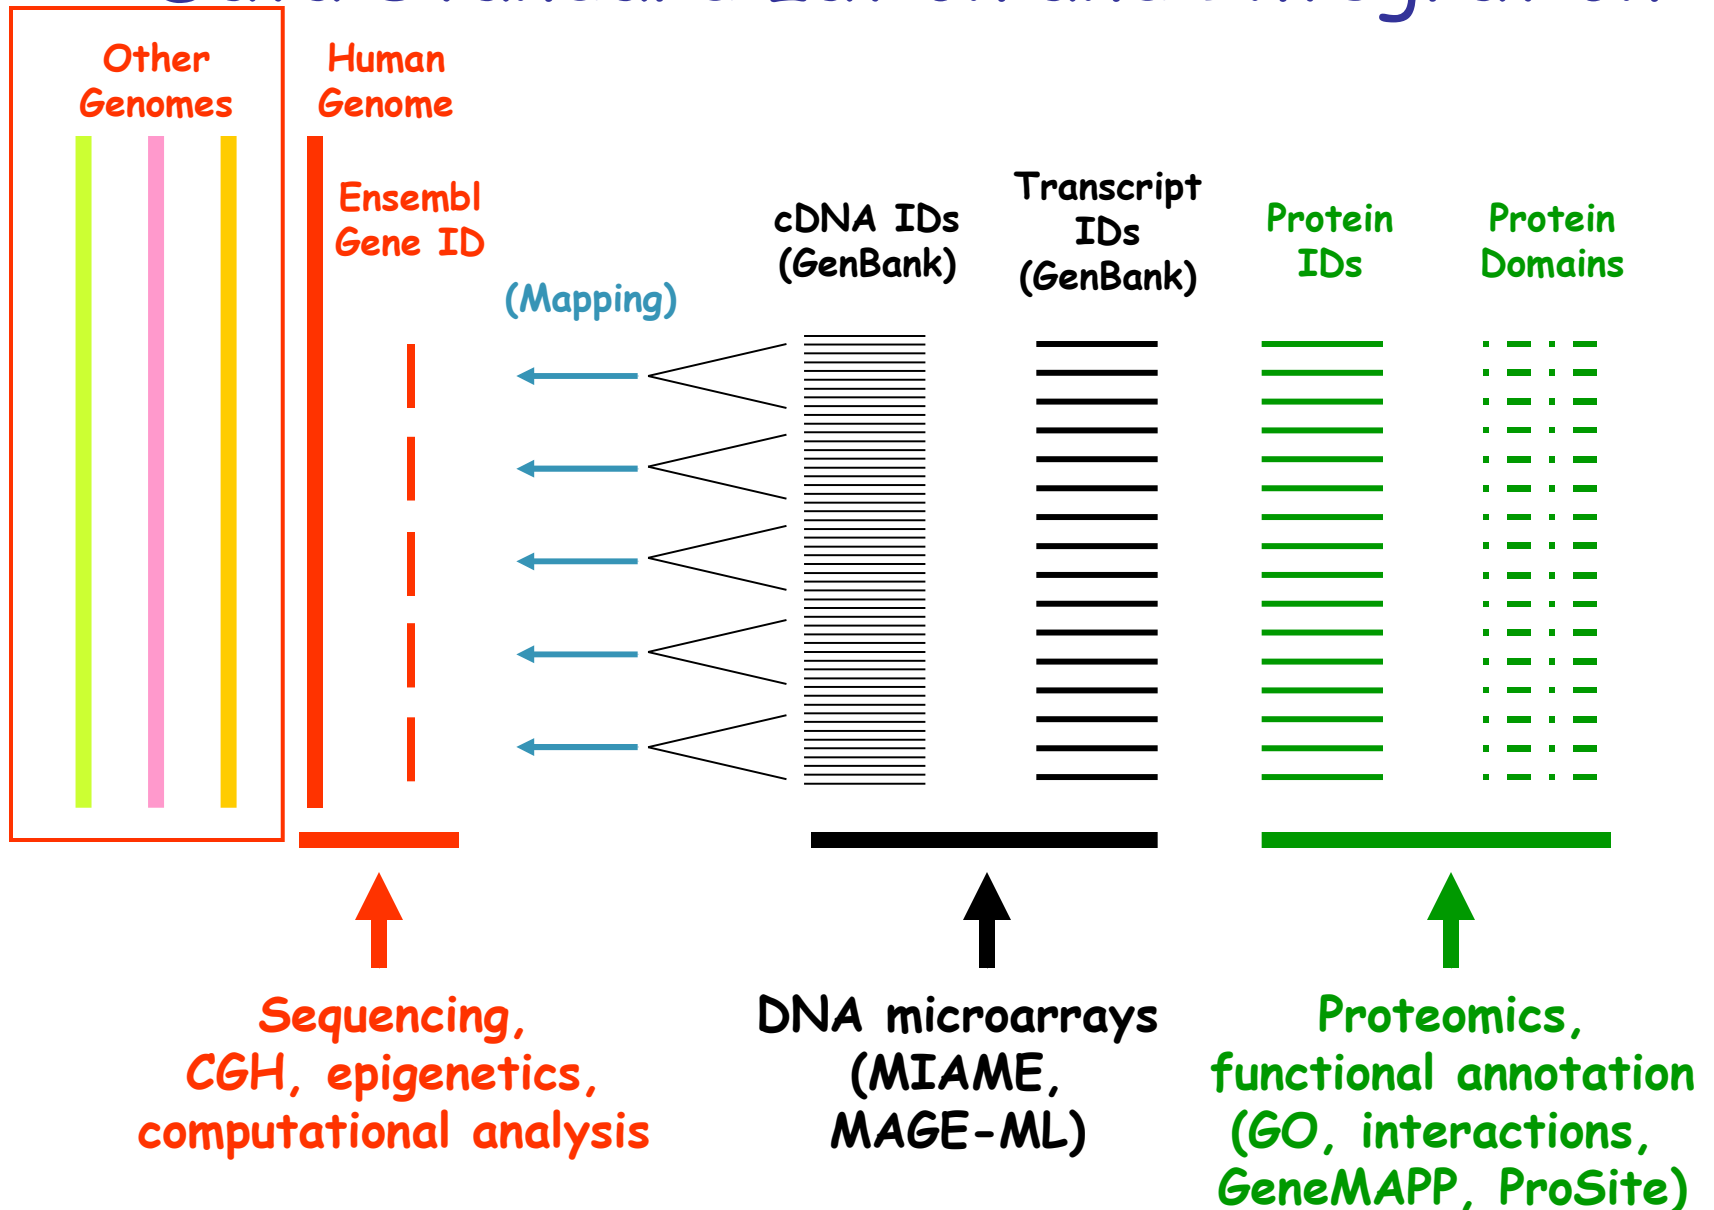 Other
Genomes
Human
Genome
Ensembl
Gene ID
(Mapping)
cDNA IDs
(GenBank)
Transcript
IDs
(GenBank)
Protein
IDs
Protein
Domains
Sequencing,
CGH, epigenetics,
computational analysis
DNA microarrays
(MIAME,
MAGE-ML)
Proteomics,
functional annotation
(GO, interactions,
GeneMAPP, ProSite)